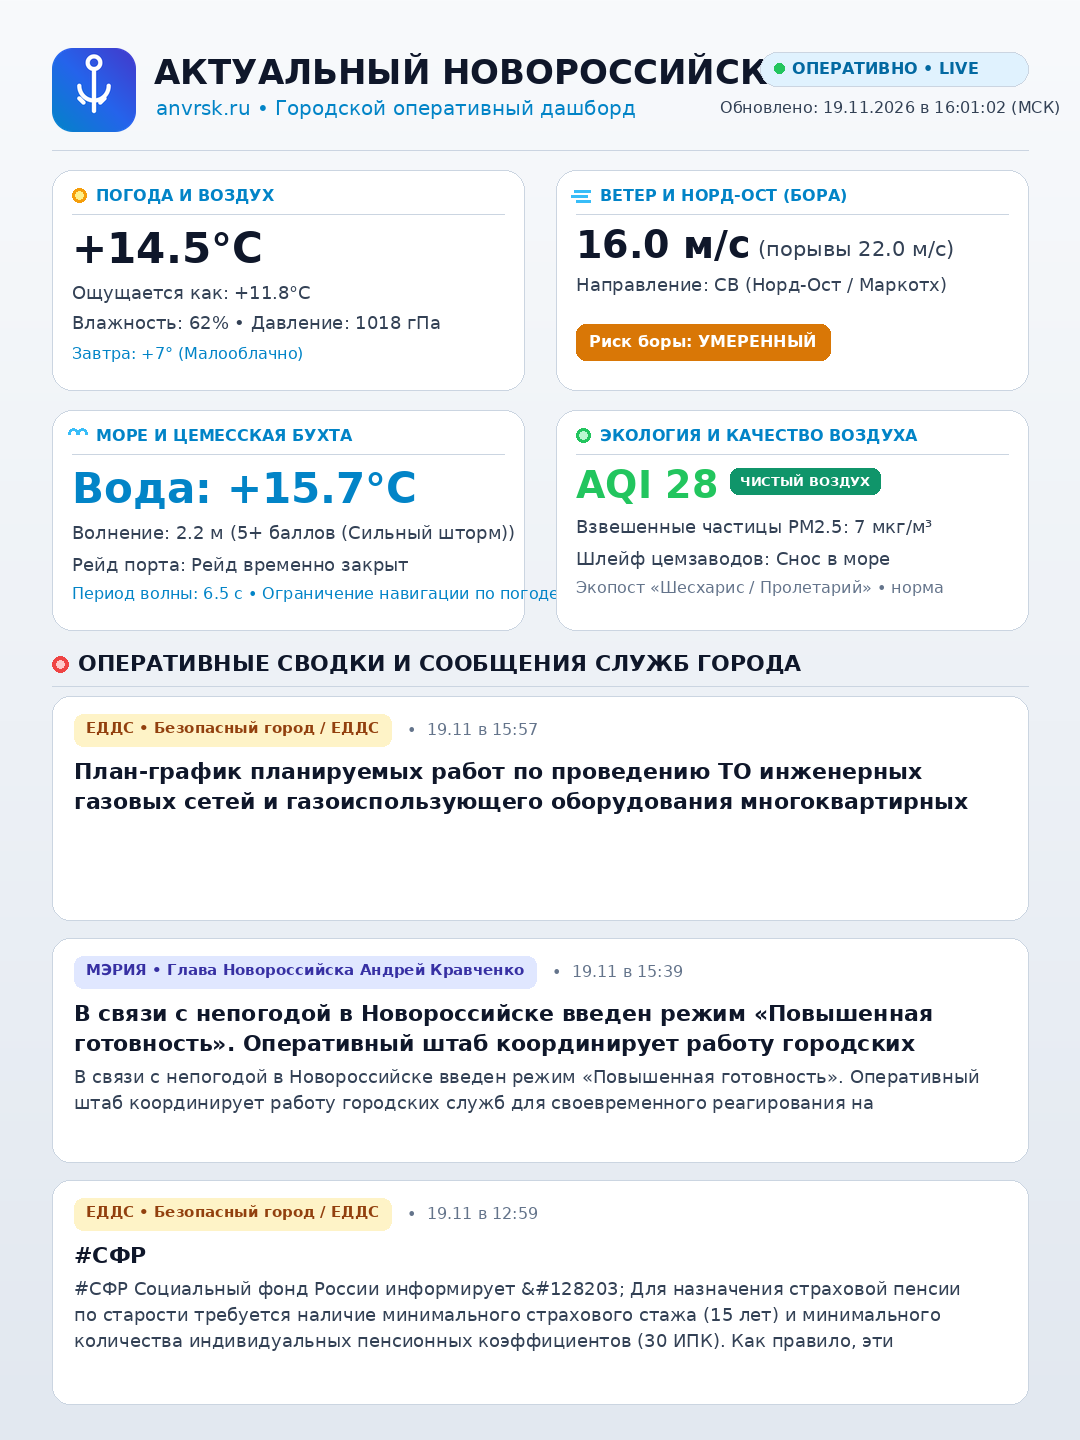 АКТУАЛЬНЫЙ НОВОРОССИЙСК
ОПЕРАТИВНО • LIVE
anvrsk.ru • Городской оперативный дашборд
Обновлено: 19.11.2026 в 16:01:02 (МСК)
ПОГОДА И ВОЗДУХ
+14.5°C
Ощущается как: +11.8°C
Влажность: 62% • Давление: 1018 гПа
Завтра: +7° (Малооблачно)
ВЕТЕР И НОРД-ОСТ (БОРА)
16.0 м/с (порывы 22.0 м/с)
Направление: СВ (Норд-Ост / Маркотх)
Риск боры: УМЕРЕННЫЙ
МОРЕ И ЦЕМЕССКАЯ БУХТА
Вода: +15.7°C
Волнение: 2.2 м (5+ баллов (Сильный шторм))
Рейд порта: Рейд временно закрыт
Период волны: 6.5 с • Ограничение навигации по погоде
ЭКОЛОГИЯ И КАЧЕСТВО ВОЗДУХА
AQI 28 ЧИСТЫЙ ВОЗДУХ
Взвешенные частицы PM2.5: 7 мкг/м³
Шлейф цемзаводов: Снос в море
Экопост «Шесхарис / Пролетарий» • норма
ОПЕРАТИВНЫЕ СВОДКИ И СООБЩЕНИЯ СЛУЖБ ГОРОДА
ЕДДС • Безопасный город / ЕДДС • 19.11 в 15:57
План-график планируемых работ по проведению ТО инженерных
газовых сетей и газоиспользующего оборудования многоквартирных
МЭРИЯ • Глава Новороссийска Андрей Кравченко • 19.11 в 15:39
В связи с непогодой в Новороссийске введен режим «Повышенная
готовность». Оперативный штаб координирует работу городских
В связи с непогодой в Новороссийске введен режим «Повышенная готовность». Оперативный
штаб координирует работу городских служб для своевременного реагирования на
ЕДДС • Безопасный город / ЕДДС • 19.11 в 12:59
#СФР
#СФР Социальный фонд России информирует &#128203; Для назначения страховой пенсии
по старости требуется наличие минимального страхового стажа (15 лет) и минимального
количества индивидуальных пенсионных коэффициентов (30 ИПК). Как правило, эти